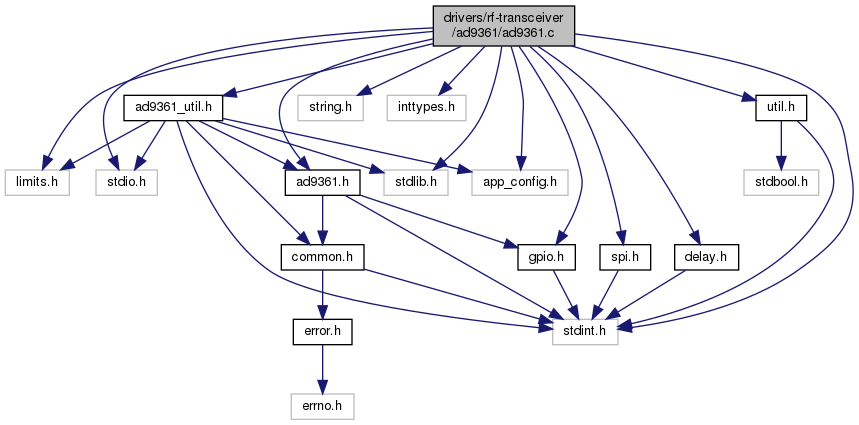 drivers/rf-transceiver
/ad9361/ad9361.c
ad9361_util.h
string.h
inttypes.h
util.h
limits.h
stdio.h
ad9361.h
stdlib.h
app_config.h
stdbool.h
common.h
gpio.h
spi.h
delay.h
error.h
stdint.h
errno.h